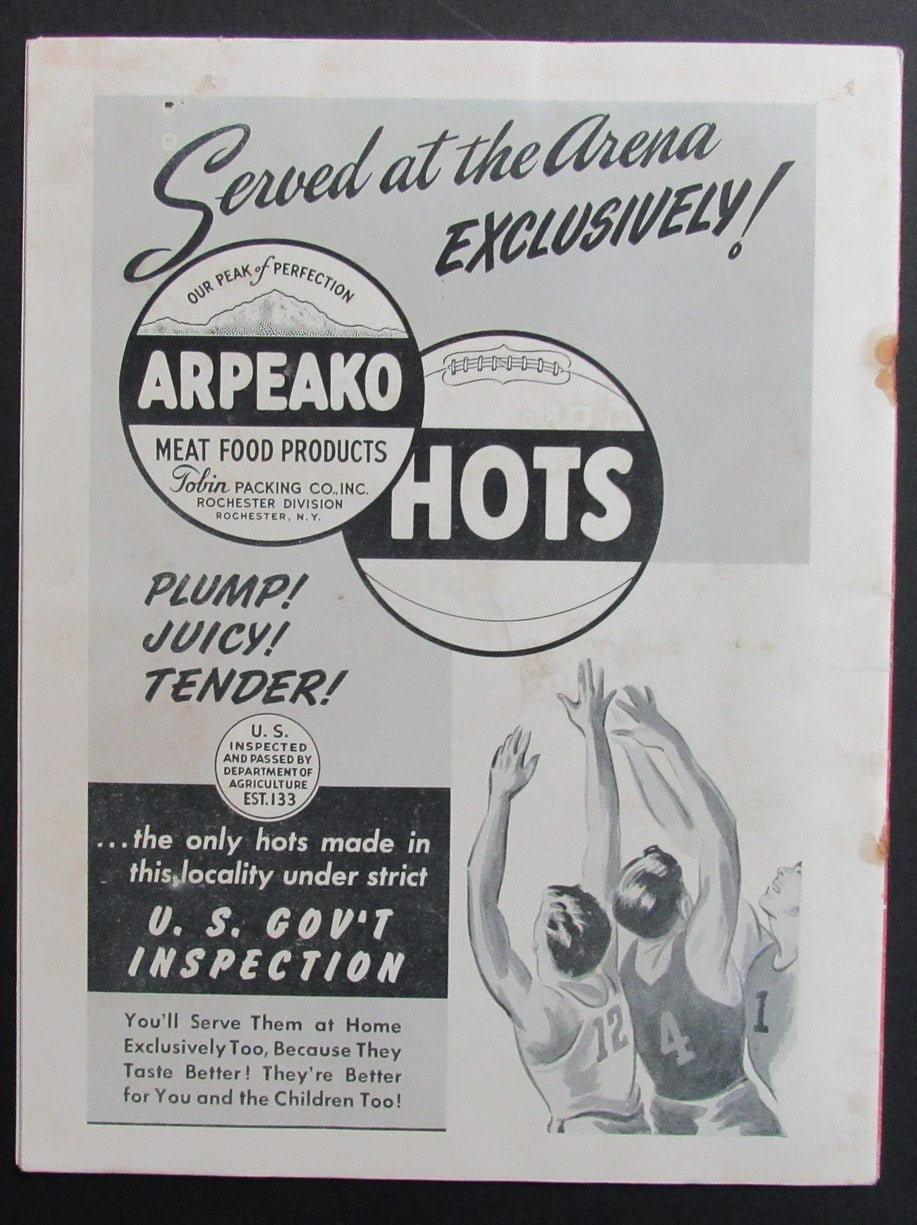 Served at the Arena
EXCLUSIVELY!
OUR PEAK of PERFECTION
ARPEAKO
MEAT FOOD PRODUCTS
Tobin PACKING CO., INC.
ROCHESTER DIVISION
ROCHESTER, N.Y.
HOTS
PLUMP!
JUICY!
TENDER!
U. S.
INSPECTED
AND PASSED BY
DEPARTMENT OF
AGRICULTURE
EST. 133
...the only hots made in
this locality under strict
U. S. GOV'T
INSPECTION
You'll Serve Them at Home
Exclusively Too, Because They
Taste Better! They're Better
for You and the Children Too!
12
4
1